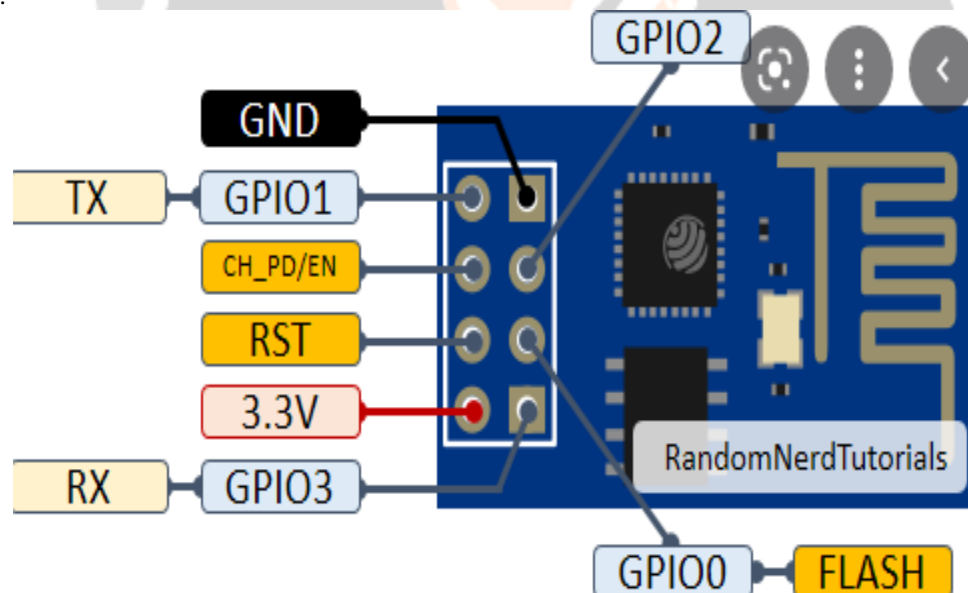 GPIO2
GND
TX GPIO1
CH_PD/EN
RST
3.3V
RandomNerdTutorials
RX GPIO3
GPIO0 FLASH